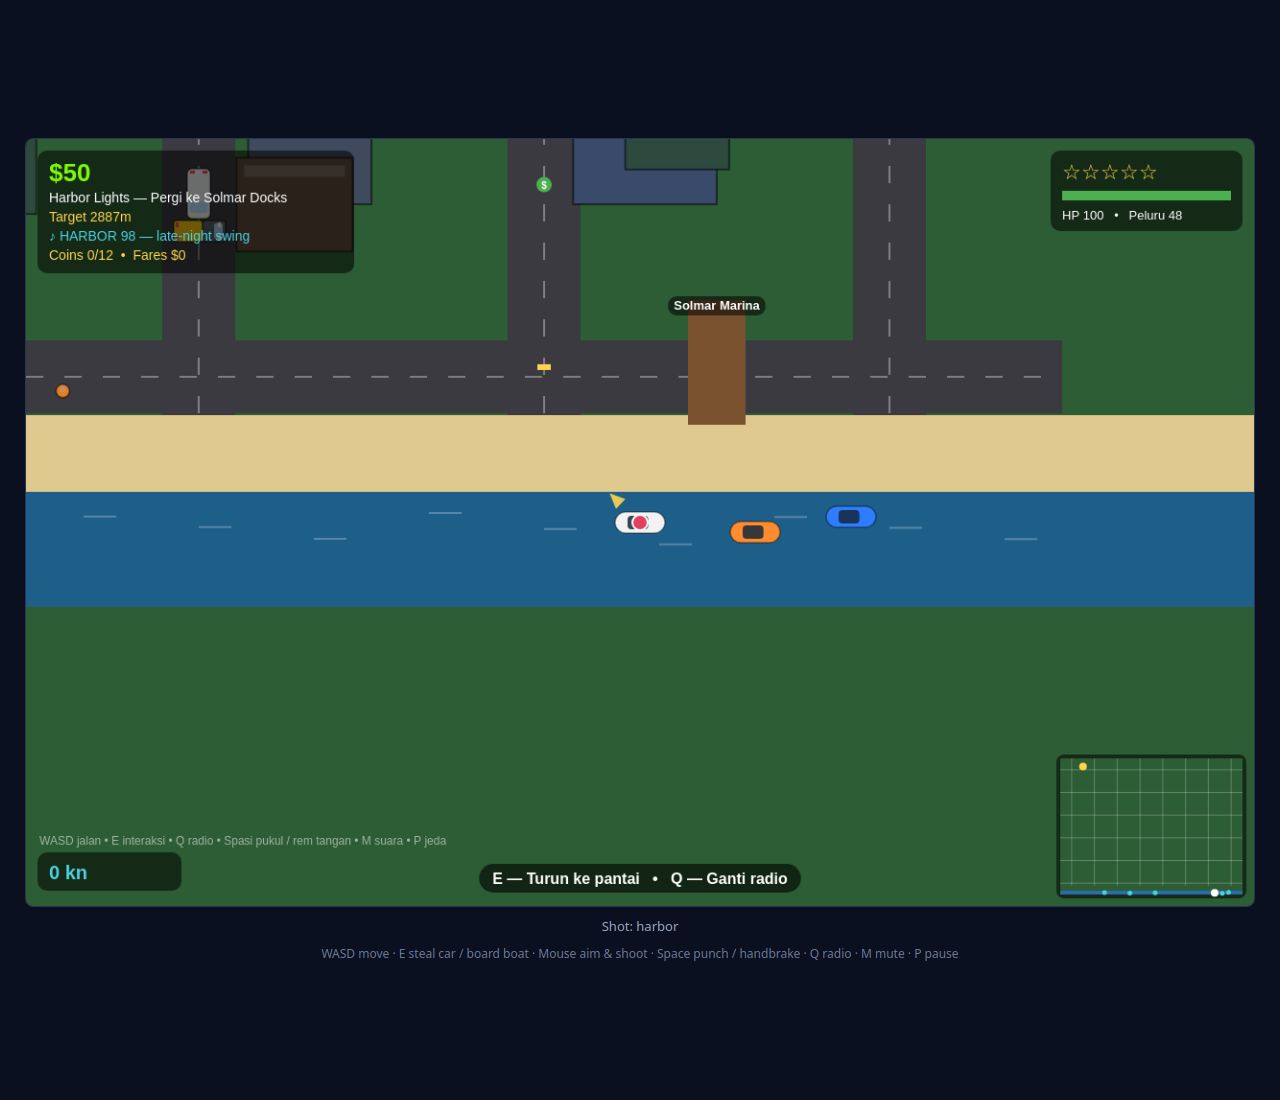 $50
Harbor Lights — Pergi ke Solmar Docks
Target 2887m
♪ HARBOR 98 — late-night swing
Coins 0/12 • Fares $0
☆☆☆☆☆
HP 100 • Peluru 48
$
Solmar Marina
WASD jalan • E interaksi • Q radio • Spasi pukul / rem tangan • M suara • P jeda
0 kn
E — Turun ke pantai • Q — Ganti radio
Shot: harbor
WASD move · E steal car / board boat · Mouse aim & shoot · Space punch / handbrake · Q radio · M mute · P pause